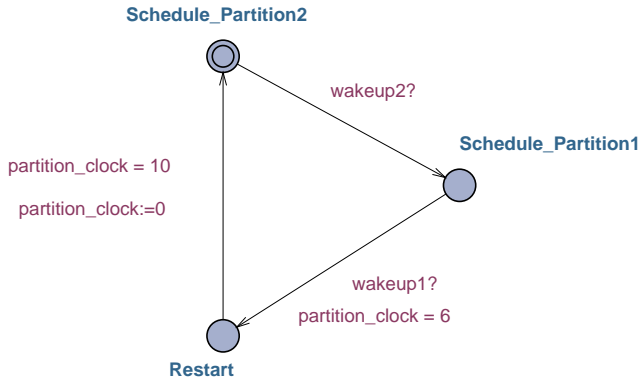 Schedule_Partition2
wakeup2?
Schedule_Partition1
partition_clock = 10
partition_clock:=0
wakeup1?
partition_clock = 6
Restart